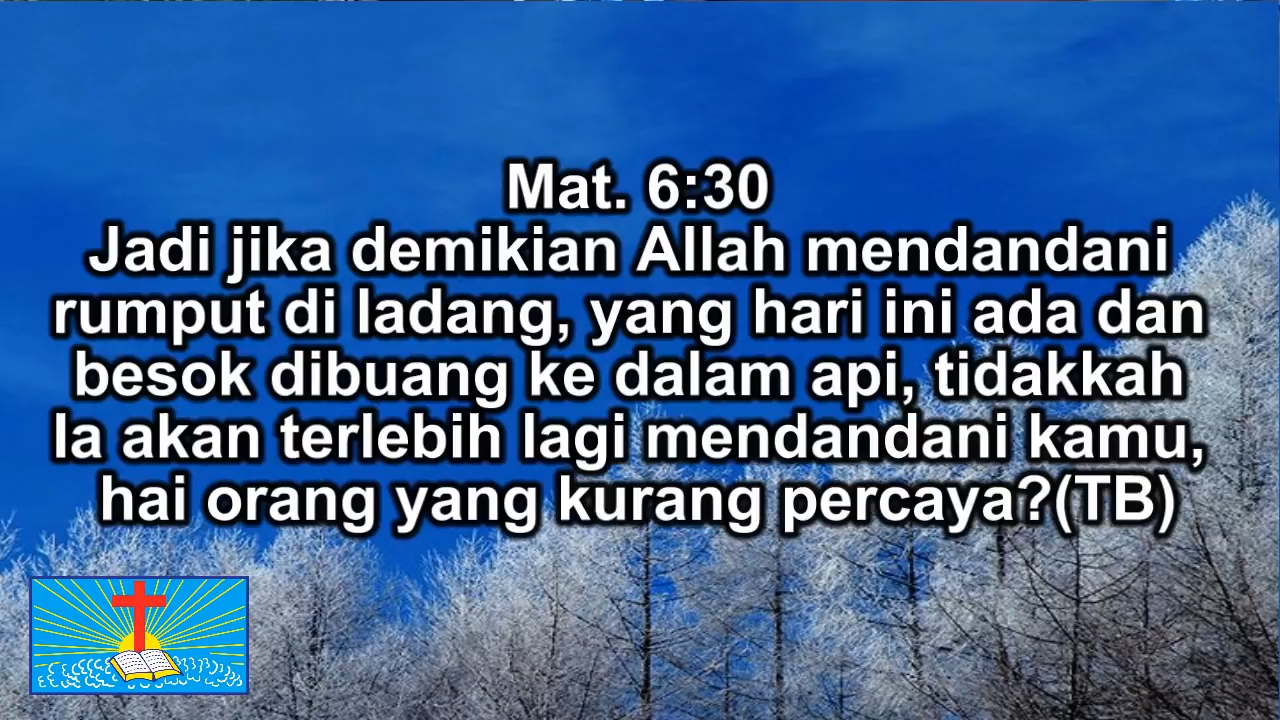 Mat. 6:30
Jadi jika demikian Allah mendandani
rumput di ladang, yang hari ini ada dan
besok dibuang ke dalam api, tidakkah
Ia akan terlebih lagi mendandani kamu,
hai orang yang kurang percaya?(TB)